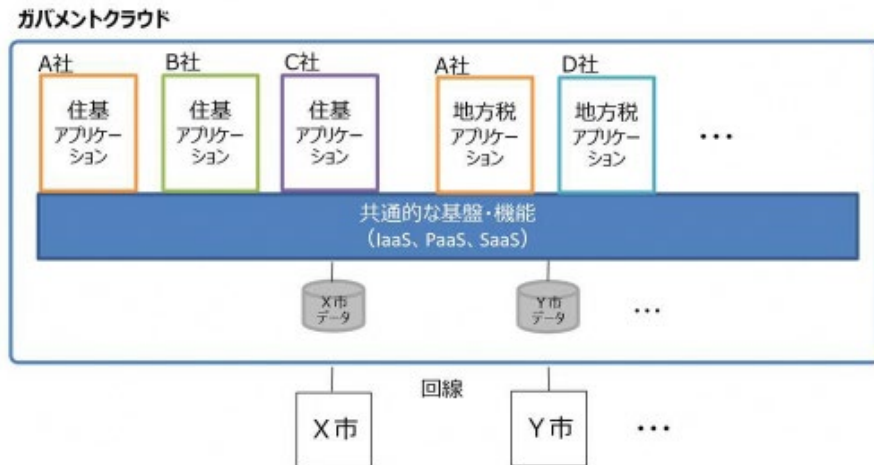 ガバメントクラウド
A社
B社
C社
A社
D社
住基
アプリケー
ション
住基
アプリケー
ション
住基
アプリケー
ション
地方税
アプリケー
ション
地方税
アプリケー
ション
…
共通的な基盤・機能
(IaaS、PaaS、SaaS)
X市
データ
Y市
データ
…
回線
X市
Y市
…